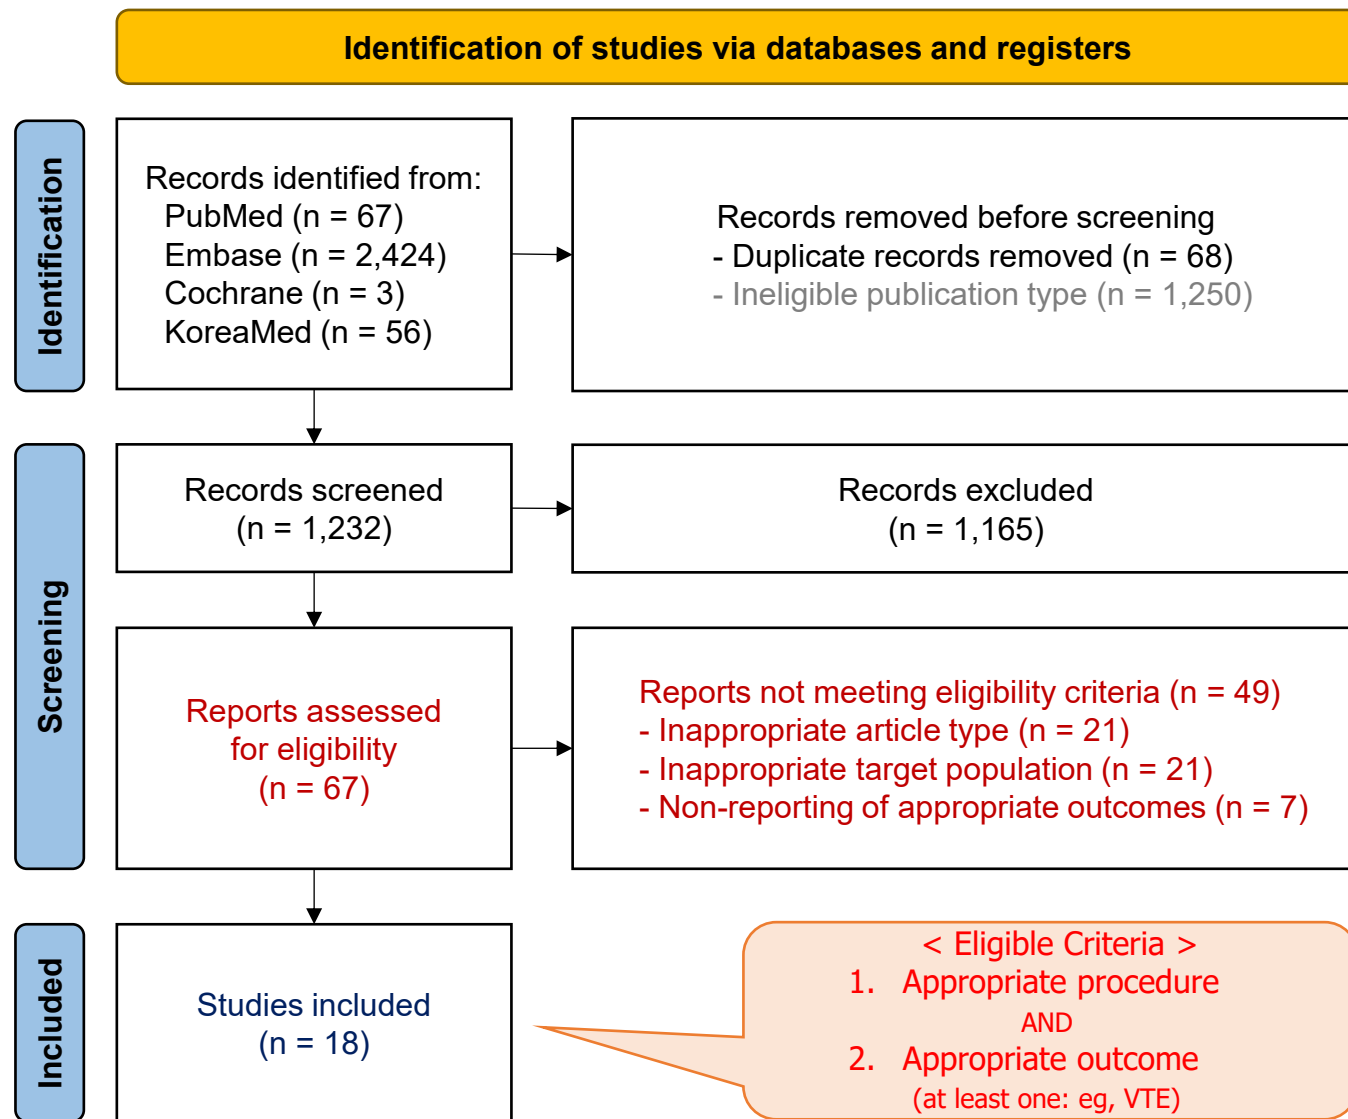 Identification of studies via databases and registers
Identification
Records identified from:
PubMed (n = 67)
Embase (n = 2,424)
Cochrane (n = 3)
KoreaMed (n = 56)
Records removed before screening
- Duplicate records removed (n = 68)
- Ineligible publication type (n = 1,250)
Screening
Records screened
(n = 1,232)
Records excluded
(n = 1,165)
Reports assessed
for eligibility
(n = 67)
Reports not meeting eligibility criteria (n = 49)
- Inappropriate article type (n = 21)
- Inappropriate target population (n = 21)
- Non-reporting of appropriate outcomes (n = 7)
Included
Studies included
(n = 18)
< Eligible Criteria >
1. Appropriate procedure
AND
2. Appropriate outcome
(at least one: eg, VTE)